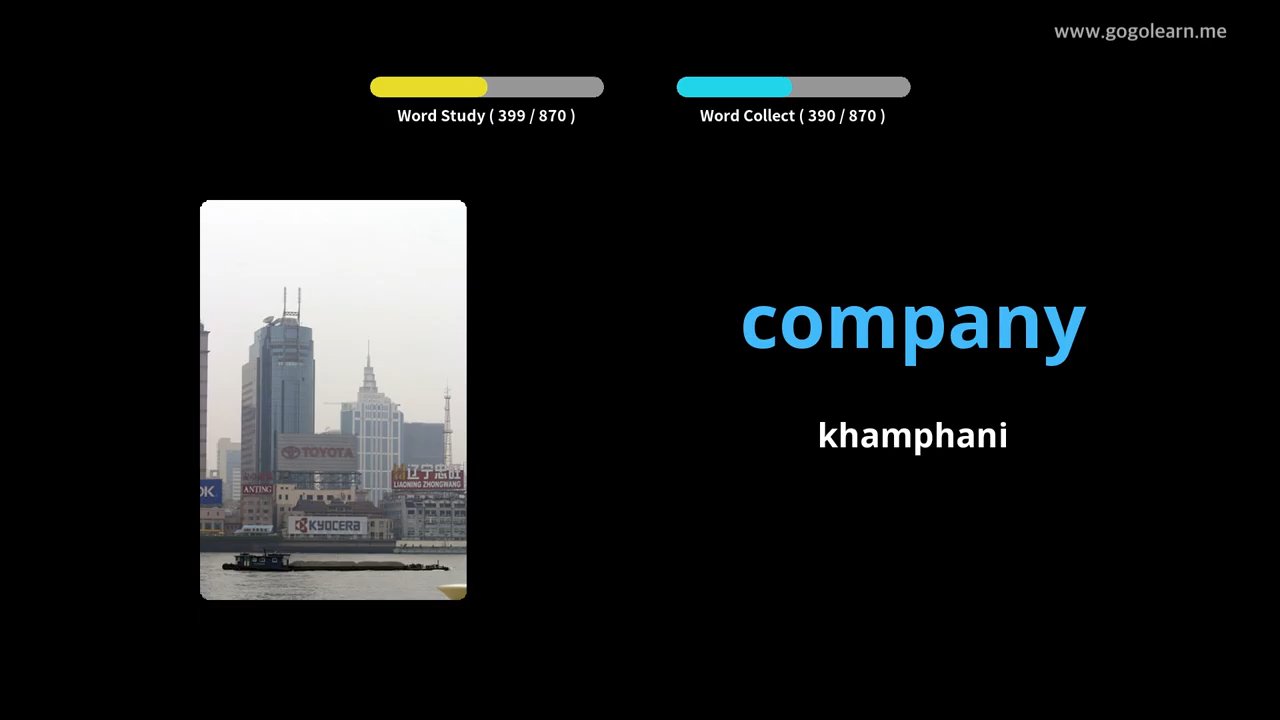 www.gogolearn.me
Word Study ( 399 / 870 )
Word Collect ( 390 / 870 )
company
khamphani
TOYOTA
辽宁忠旺
LIAONING ZHONGWANG
OK
ANTING
KYOCERA